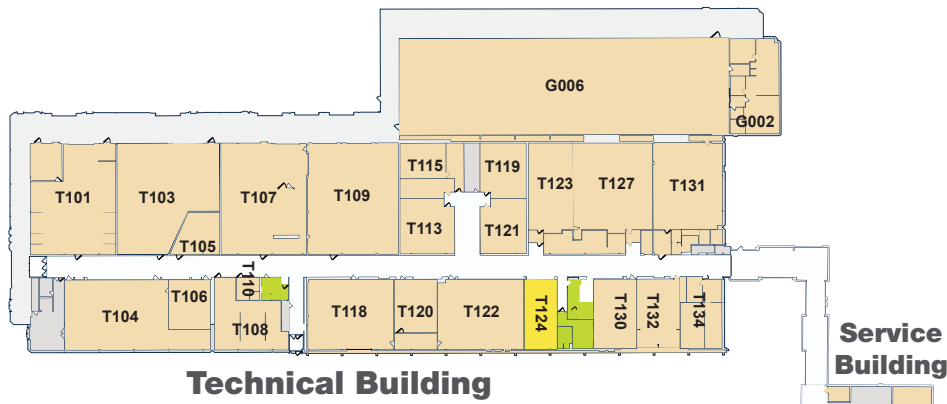 G006
G002
T115
T119
T101
T103
T107
T109
T123
T127
T131
T113
T121
T105
T110
T106
T104
T108
T118
T120
T122
T124
T130
T132
T134
Service
Building
Technical Building